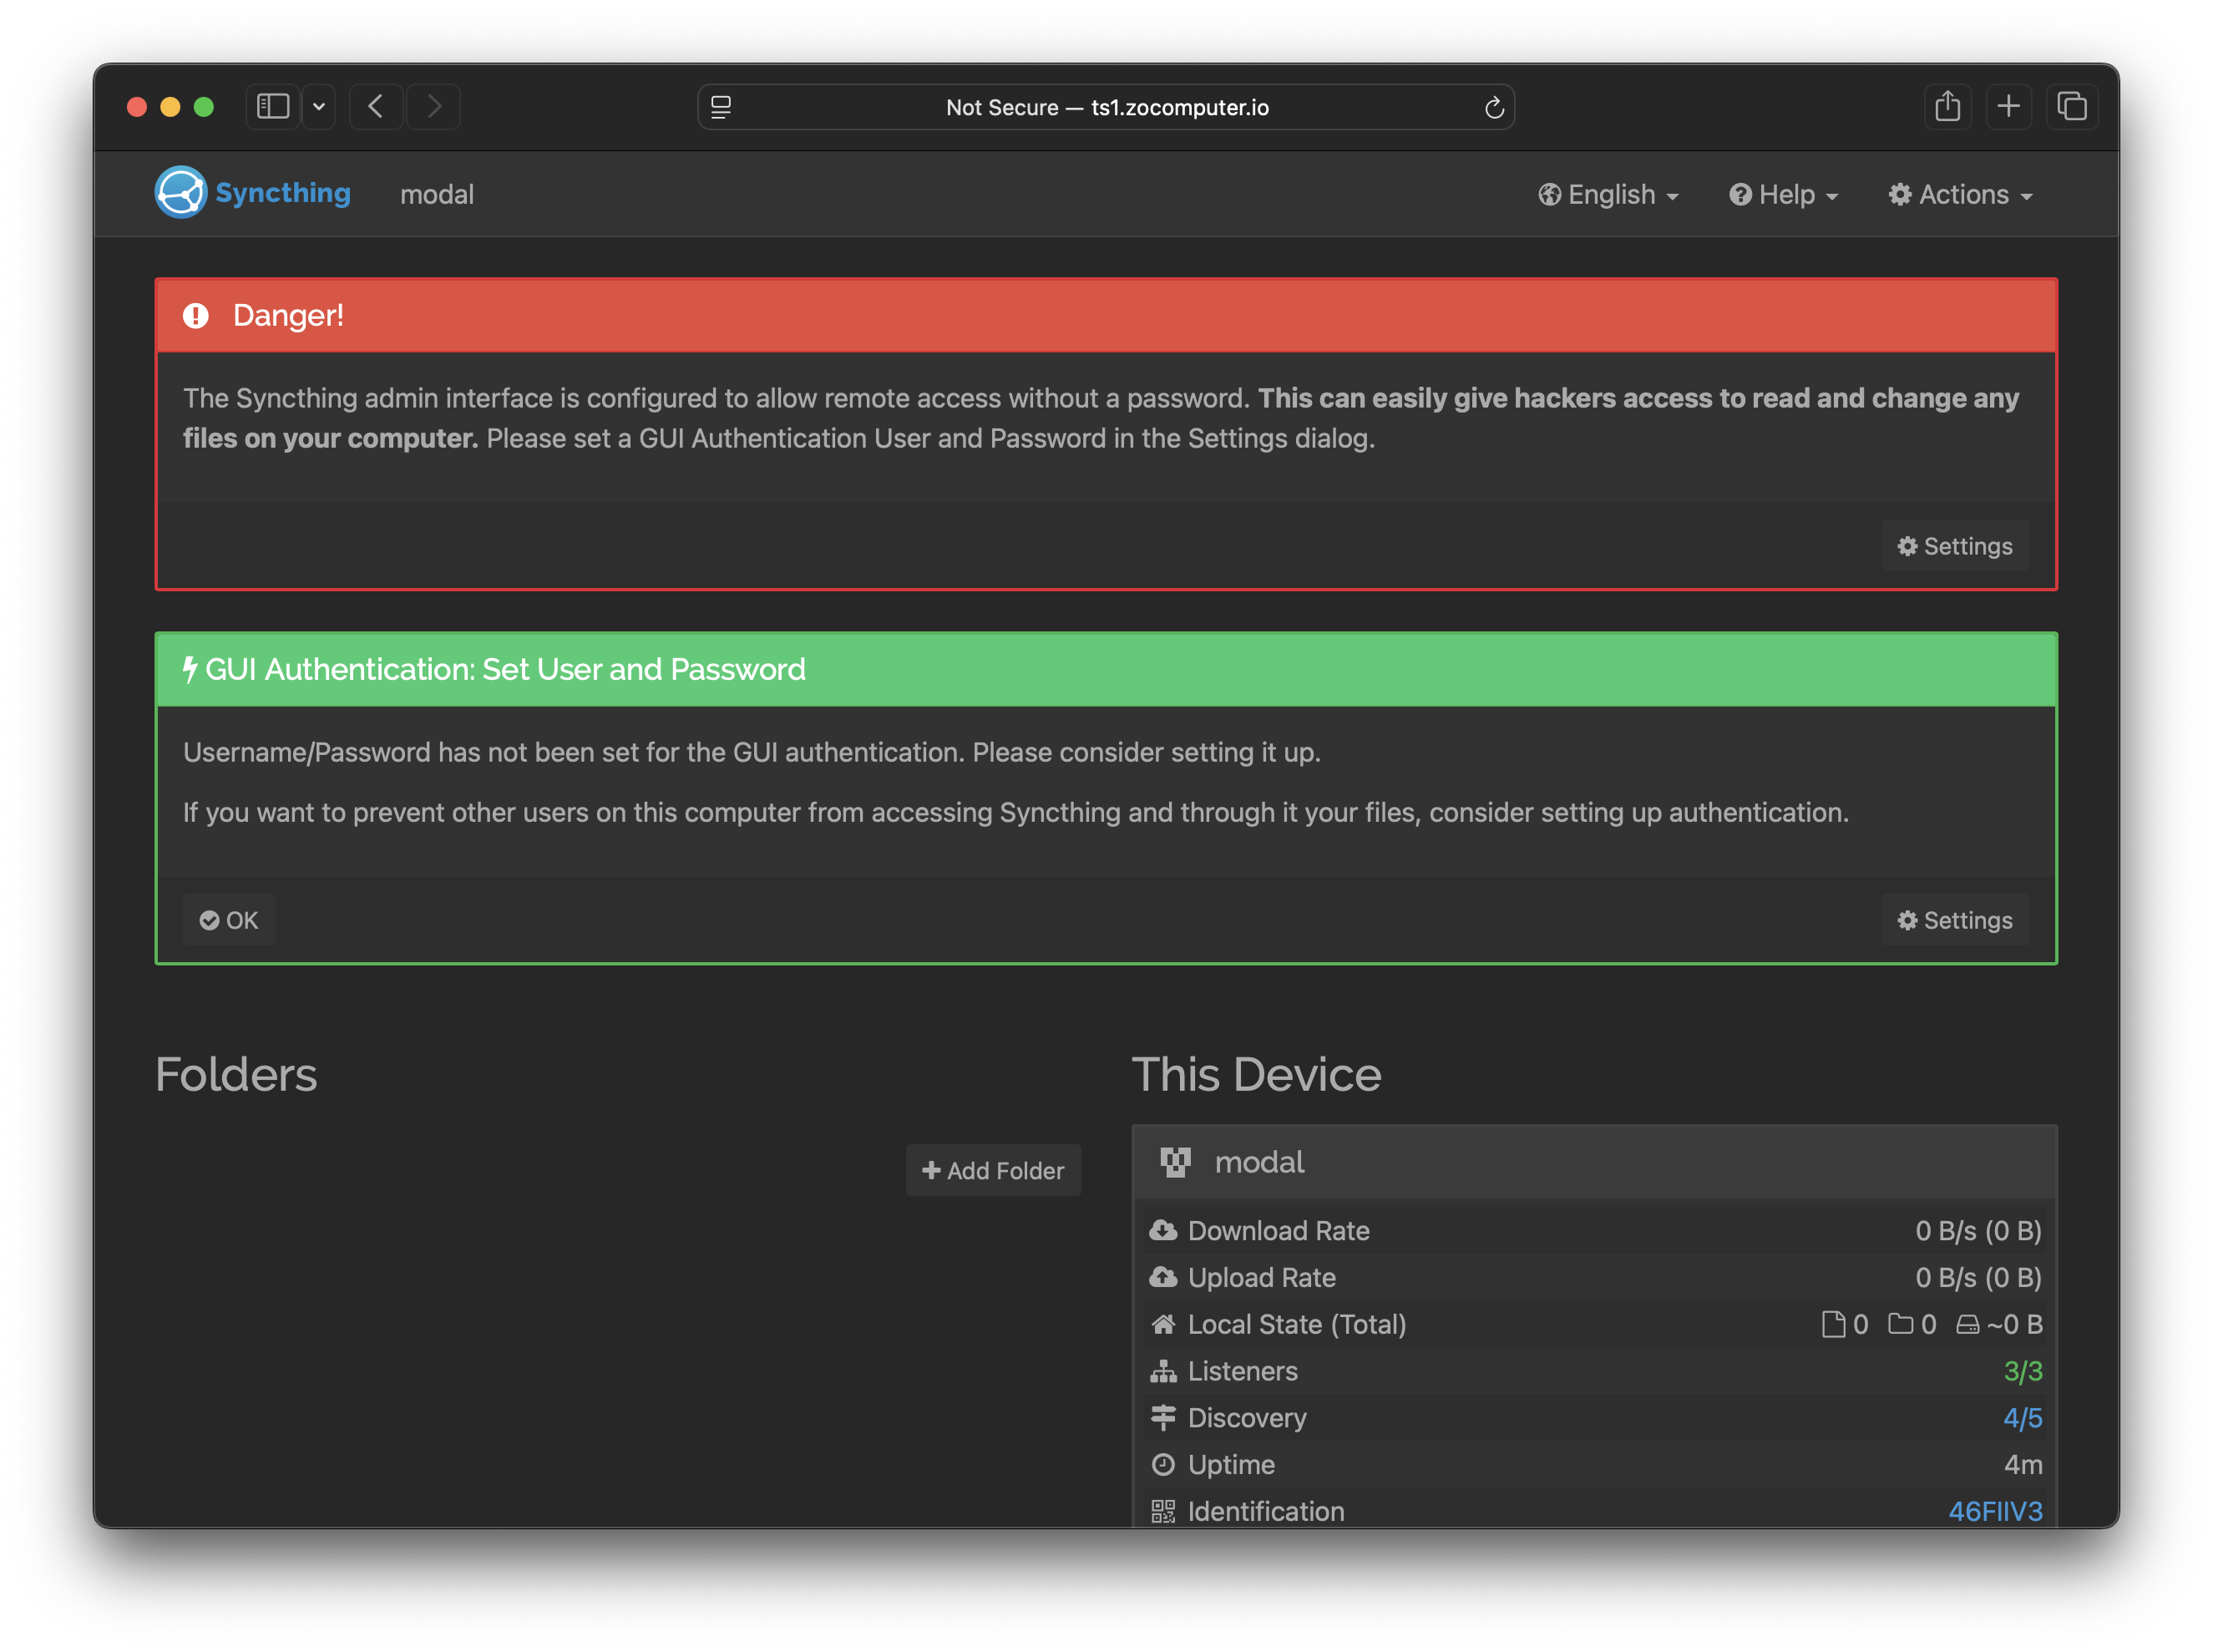 Not Secure — ts1.zocomputer.io
Syncthing modal English Help Actions
Danger!
The Syncthing admin interface is configured to allow remote access without a password. This can easily give hackers access to read and change any
files on your computer. Please set a GUI Authentication User and Password in the Settings dialog.
Settings
GUI Authentication: Set User and Password
Username/Password has not been set for the GUI authentication. Please consider setting it up.
If you want to prevent other users on this computer from accessing Syncthing and through it your files, consider setting up authentication.
OK Settings
Folders
Add Folder
This Device
modal
Download Rate 0 B/s (0 B)
Upload Rate 0 B/s (0 B)
Local State (Total) 0 0 ~0 B
Listeners 3/3
Discovery 4/5
Uptime 4m
Identification 46FIIV3